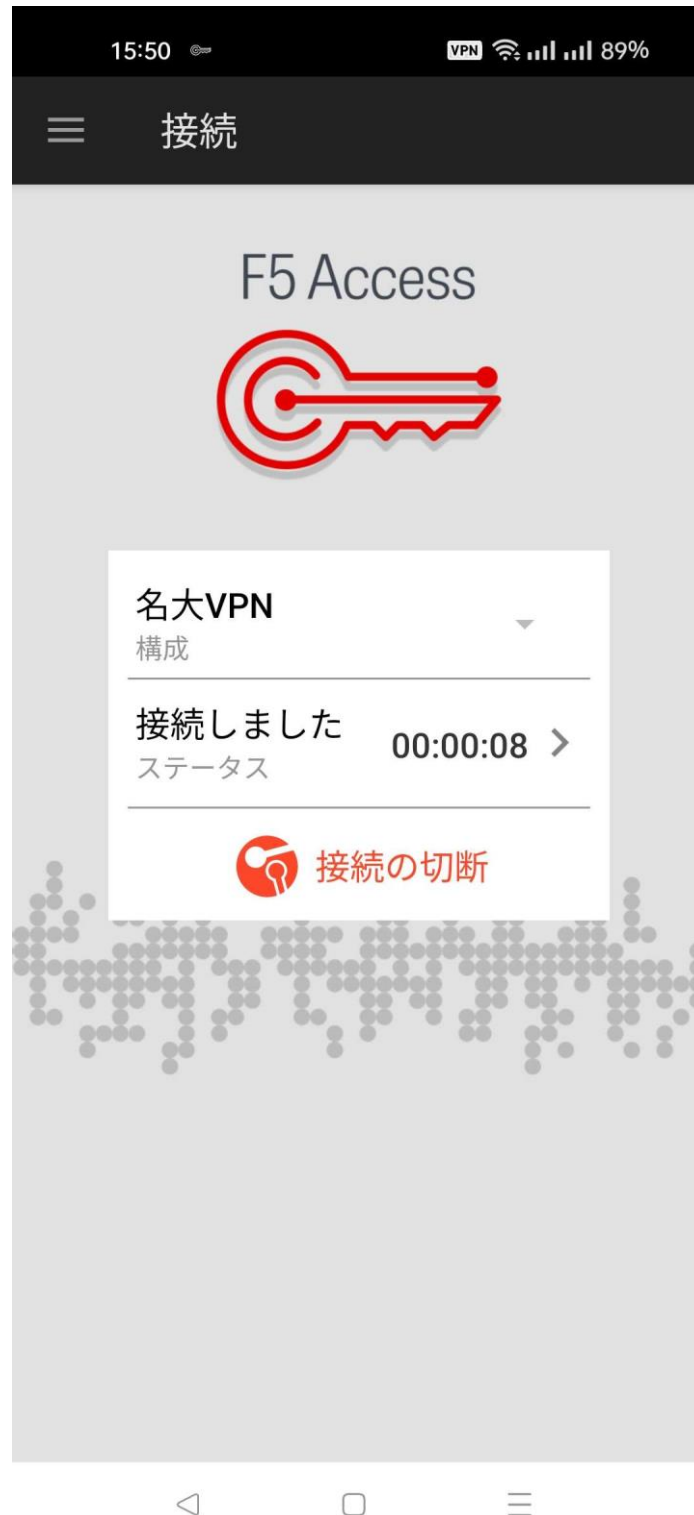 15:50 VPN 89%
接続
F5 Access
名大VPN
構成
接続しました 00:00:08
ステータス
接続の切断